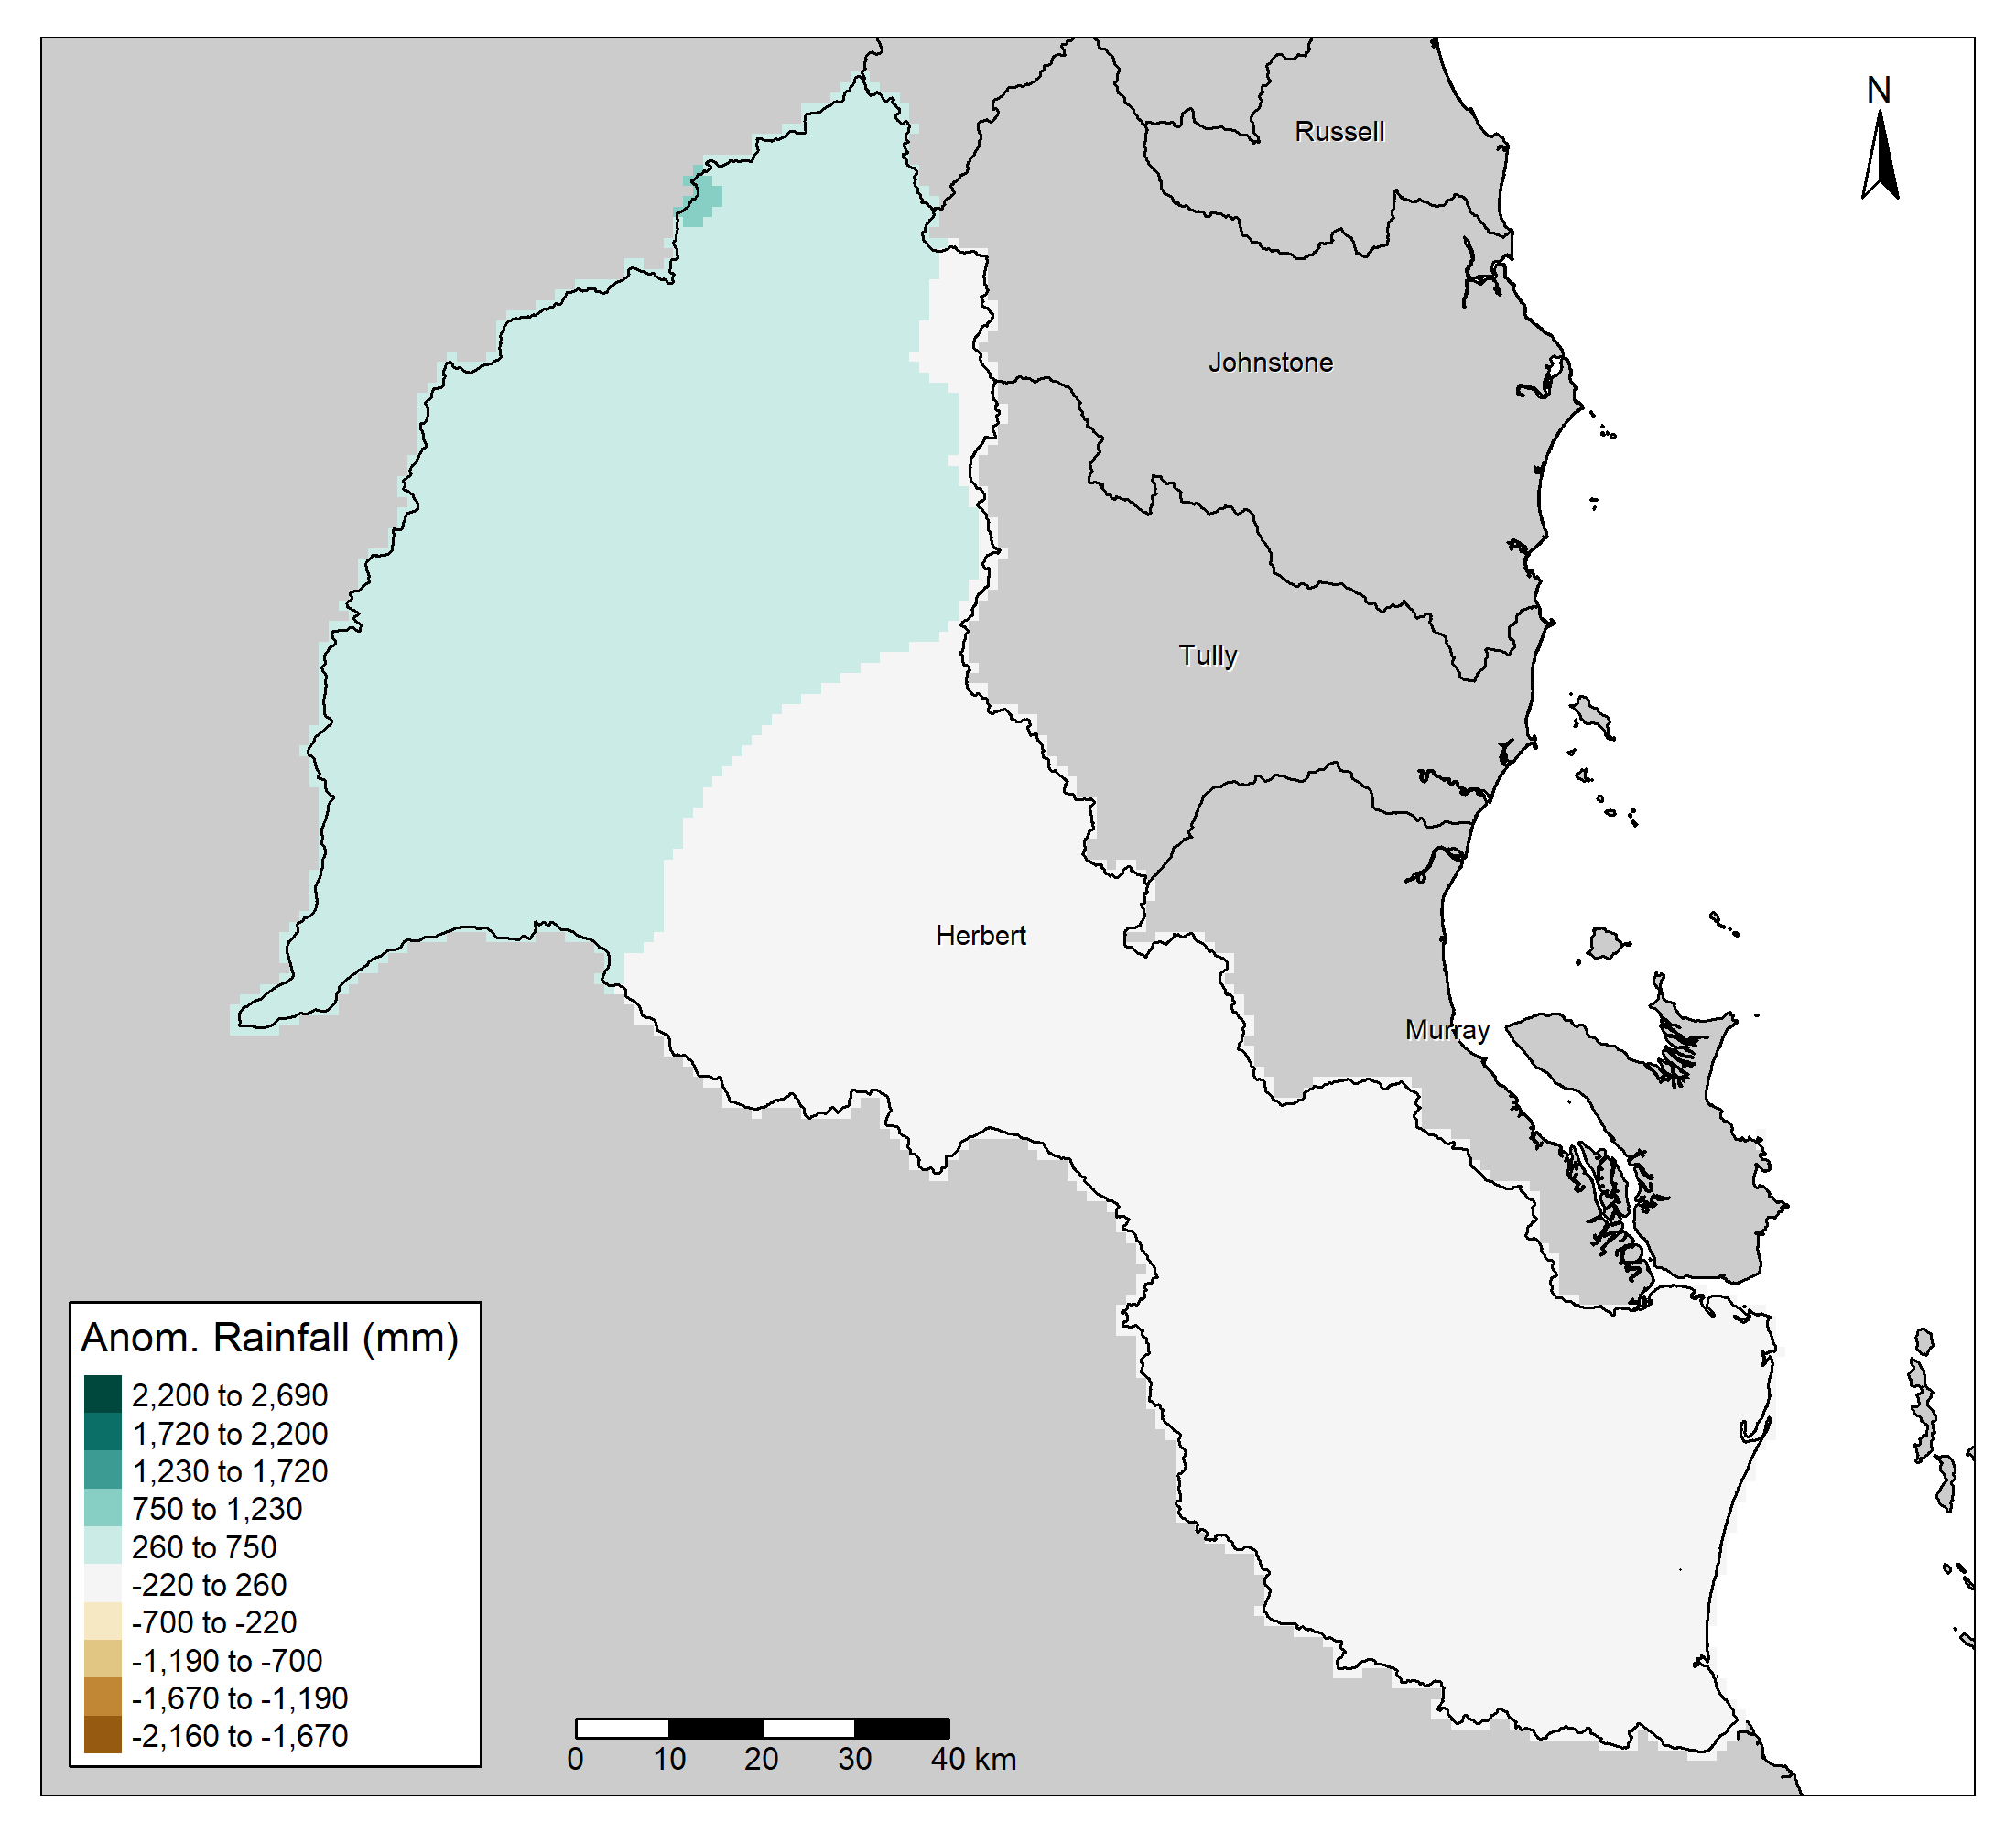 N
Russell
Johnstone
Tully
Herbert
Murray
Anom. Rainfall (mm)
2,200 to 2,690
1,720 to 2,200
1,230 to 1,720
750 to 1,230
260 to 750
-220 to 260
-700 to -220
-1,190 to -700
-1,670 to -1,190
-2,160 to -1,670
0 10 20 30 40 km